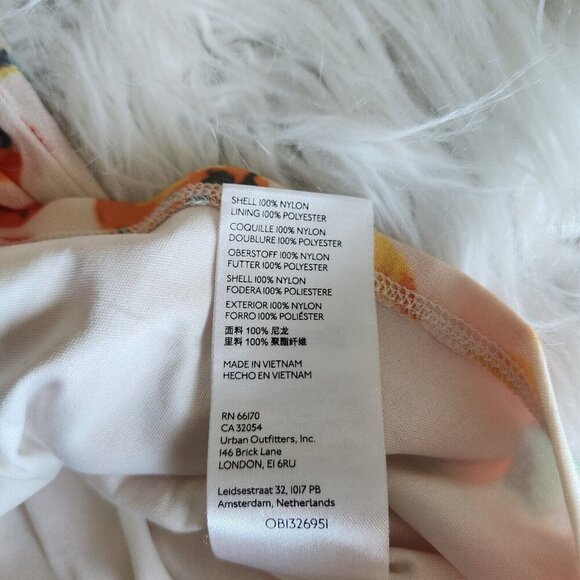 SHELL 100% NYLON
LINING 100% POLYESTER
COQUILLE 100% NYLON
DOUBLURE 100% POLYESTER
OBERSTOFF 100% NYLON
FUTTER 100% POLYESTER
SHELL 100% NYLON
FODERA 100% POLIESTERE
EXTERIOR 100% NYLON
FORRO 100% POLIÉSTER
面料 100% 尼龙
里料 100% 聚酯纤维
MADE IN VIETNAM
HECHO EN VIETNAM
RN 66170
CA 32054
Urban Outfitters, Inc.
146 Brick Lane
LONDON, E1 6RU
Leidsestraat 32, 1017 PB
Amsterdam, Netherlands
OB1326951